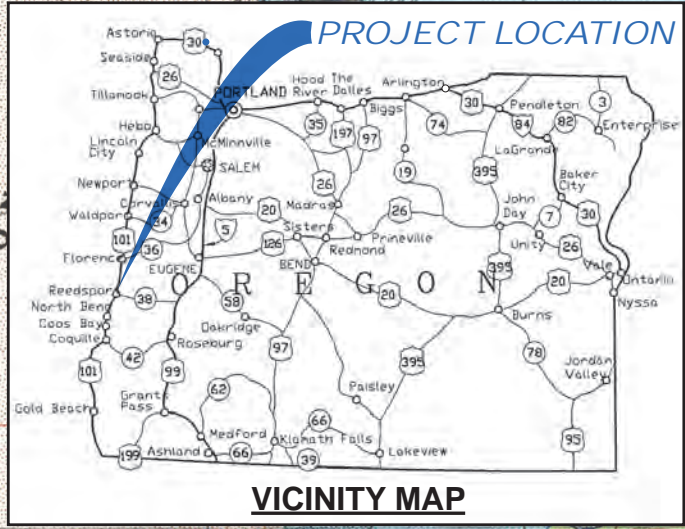 PROJECT LOCATION
Astoria
30
Seaside
26
PORTLAND
Hood River
The Dalles
Arlington
Biggs
30
Pendleton
3
Tillamook
35
197
97
74
84
82
Enterprise
Hebo
McMinnville
LaGrande
Lincoln City
SALEM
19
395
Baker City
Newport
26
Corvallis
Albany
Madras
John Day
7
30
Waldport
34
20
Sisters
26
101
36
5
126
Redmond
Prineville
Unity
26
Florence
EUGENE
BEND
395
20
Vale
Ontario
Reedsport
OREGON
Nyssa
North Bend
38
58
20
Burns
Coos Bay
Oakridge
Coquille
Roseburg
97
78
42
395
Jordan Valley
101
99
62
Paisley
Gold Beach
Grants Pass
Medford
66
Klamath Falls
95
199
Ashland
66
39
Lakeview
VICINITY MAP